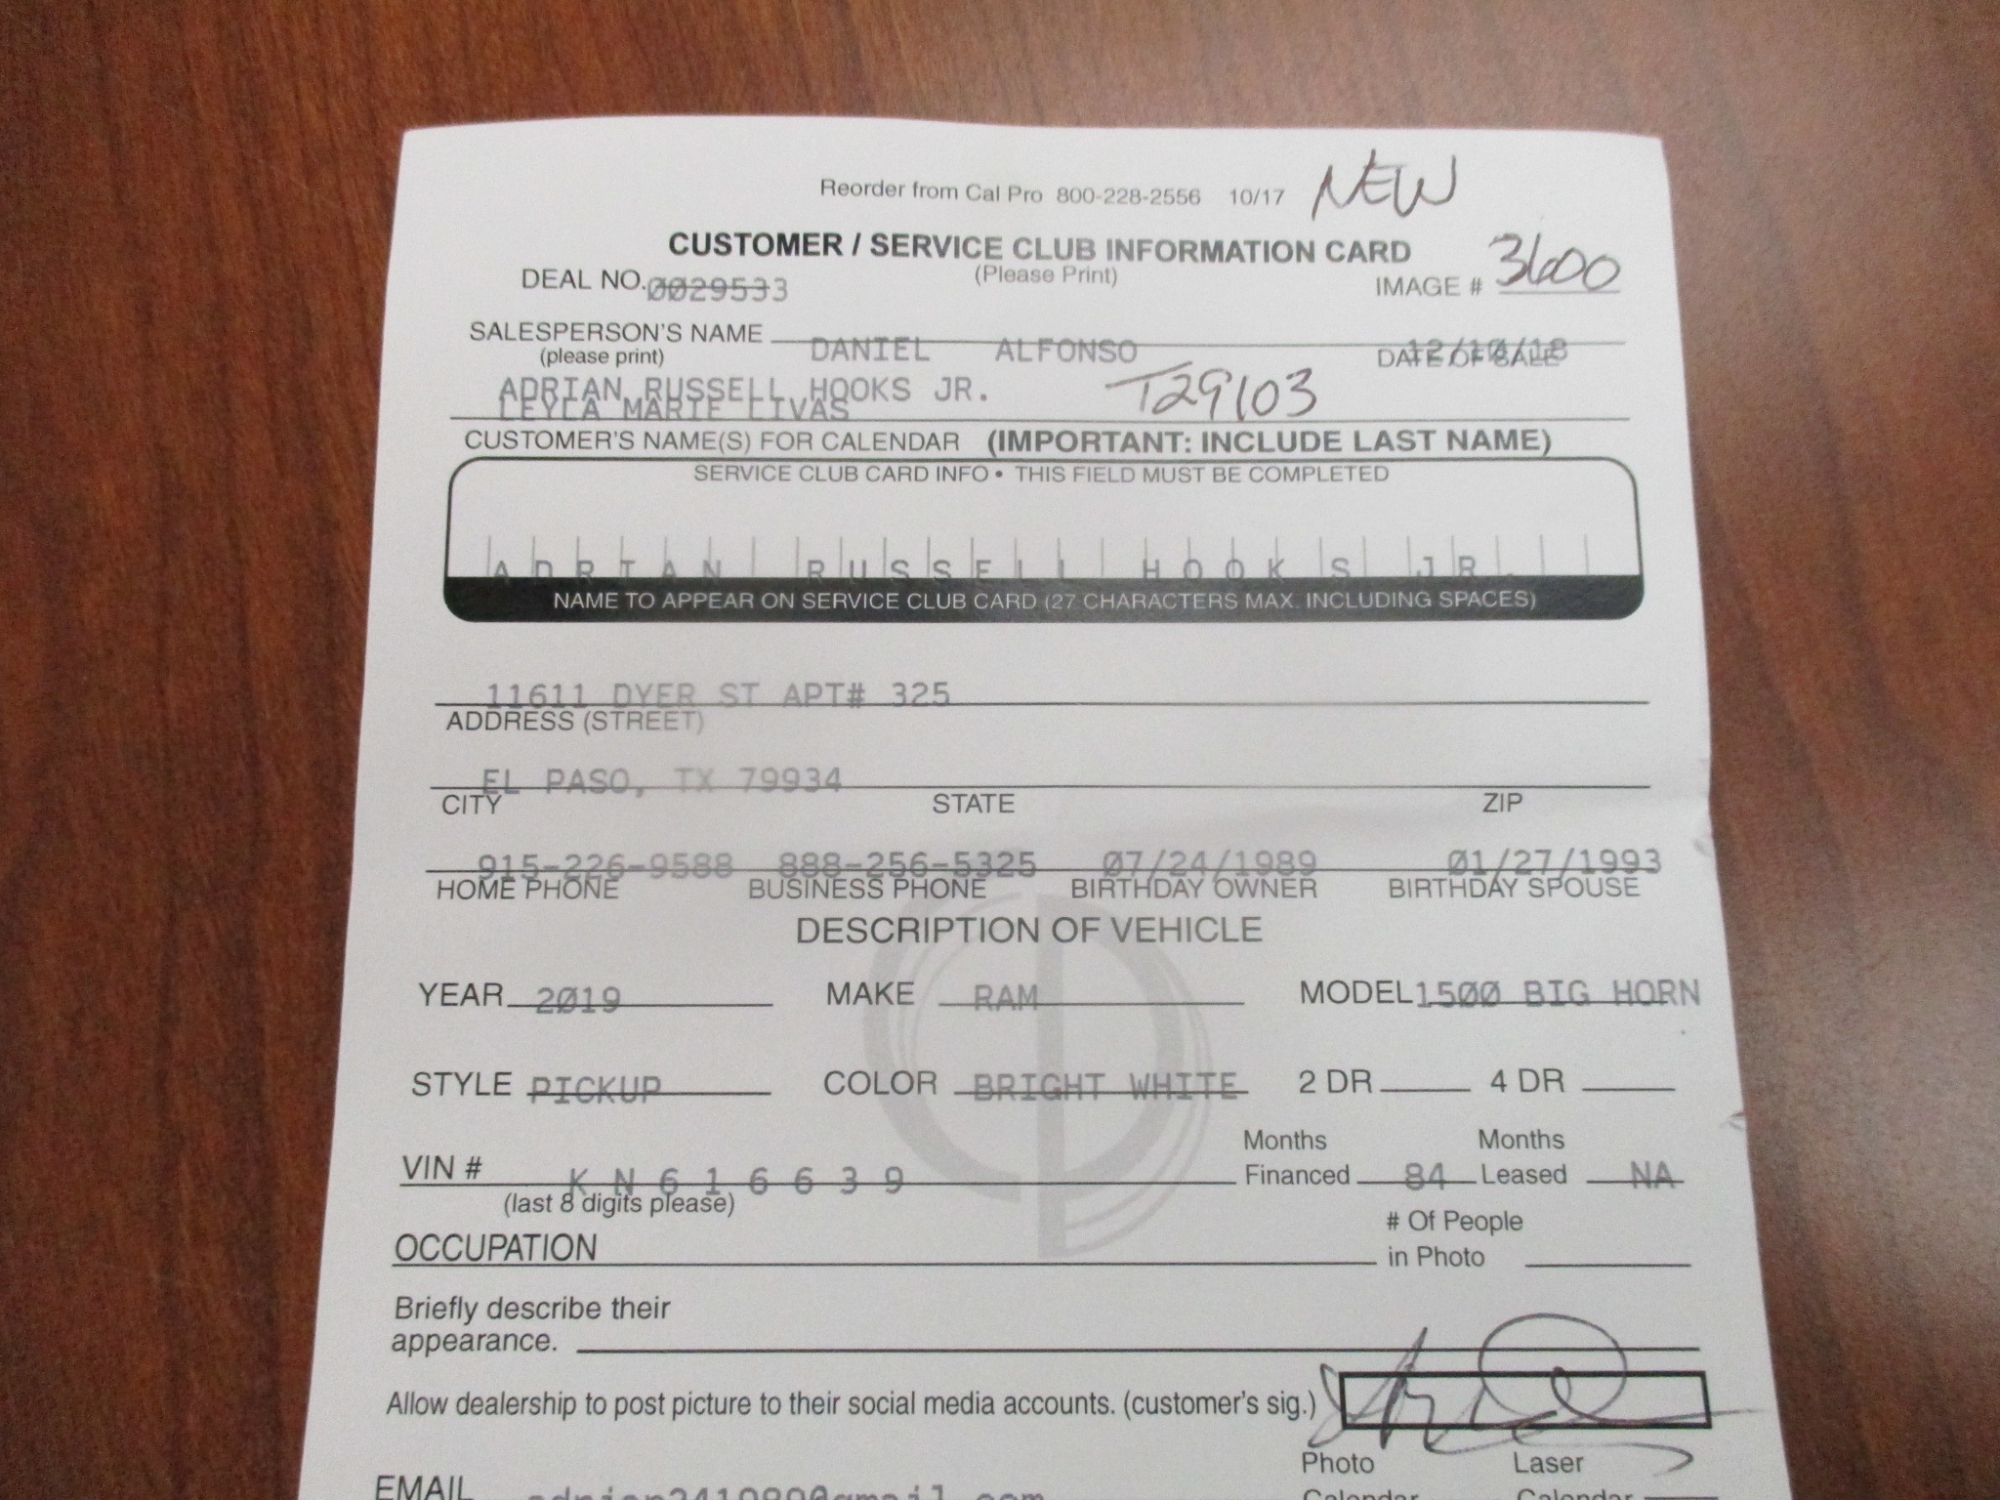 Reorder from Cal Pro 800-228-2556 10/17 NEW
CUSTOMER / SERVICE CLUB INFORMATION CARD
(Please Print)
DEAL NO. 0029533
IMAGE # 3600
SALESPERSON'S NAME DANIEL ALFONSO
(please print)
DATE OF SALE 12/10/18
ADRIAN RUSSELL HOOKS JR. T29103
LEYLA MARIE LIVAS
CUSTOMER'S NAME(S) FOR CALENDAR (IMPORTANT: INCLUDE LAST NAME)
SERVICE CLUB CARD INFO • THIS FIELD MUST BE COMPLETED
ADRIAN RUSSELL HOOKS JR.
NAME TO APPEAR ON SERVICE CLUB CARD (27 CHARACTERS MAX. INCLUDING SPACES)
11611 DYER ST APT# 325
ADDRESS (STREET)
EL PASO, TX 79934
CITY STATE ZIP
915-226-9588 888-256-5325 07/24/1989 01/27/1993
HOME PHONE BUSINESS PHONE BIRTHDAY OWNER BIRTHDAY SPOUSE
DESCRIPTION OF VEHICLE
YEAR 2019 MAKE RAM MODEL 1500 BIG HORN
STYLE PICKUP COLOR BRIGHT WHITE 2 DR 4 DR
VIN # K N 6 1 6 6 3 9
(last 8 digits please)
Months Financed 84
Months Leased NA
OCCUPATION
# Of People in Photo
Briefly describe their
appearance.
Allow dealership to post picture to their social media accounts. (customer's sig.)
Photo Calendar
Laser Calendar
EMAIL